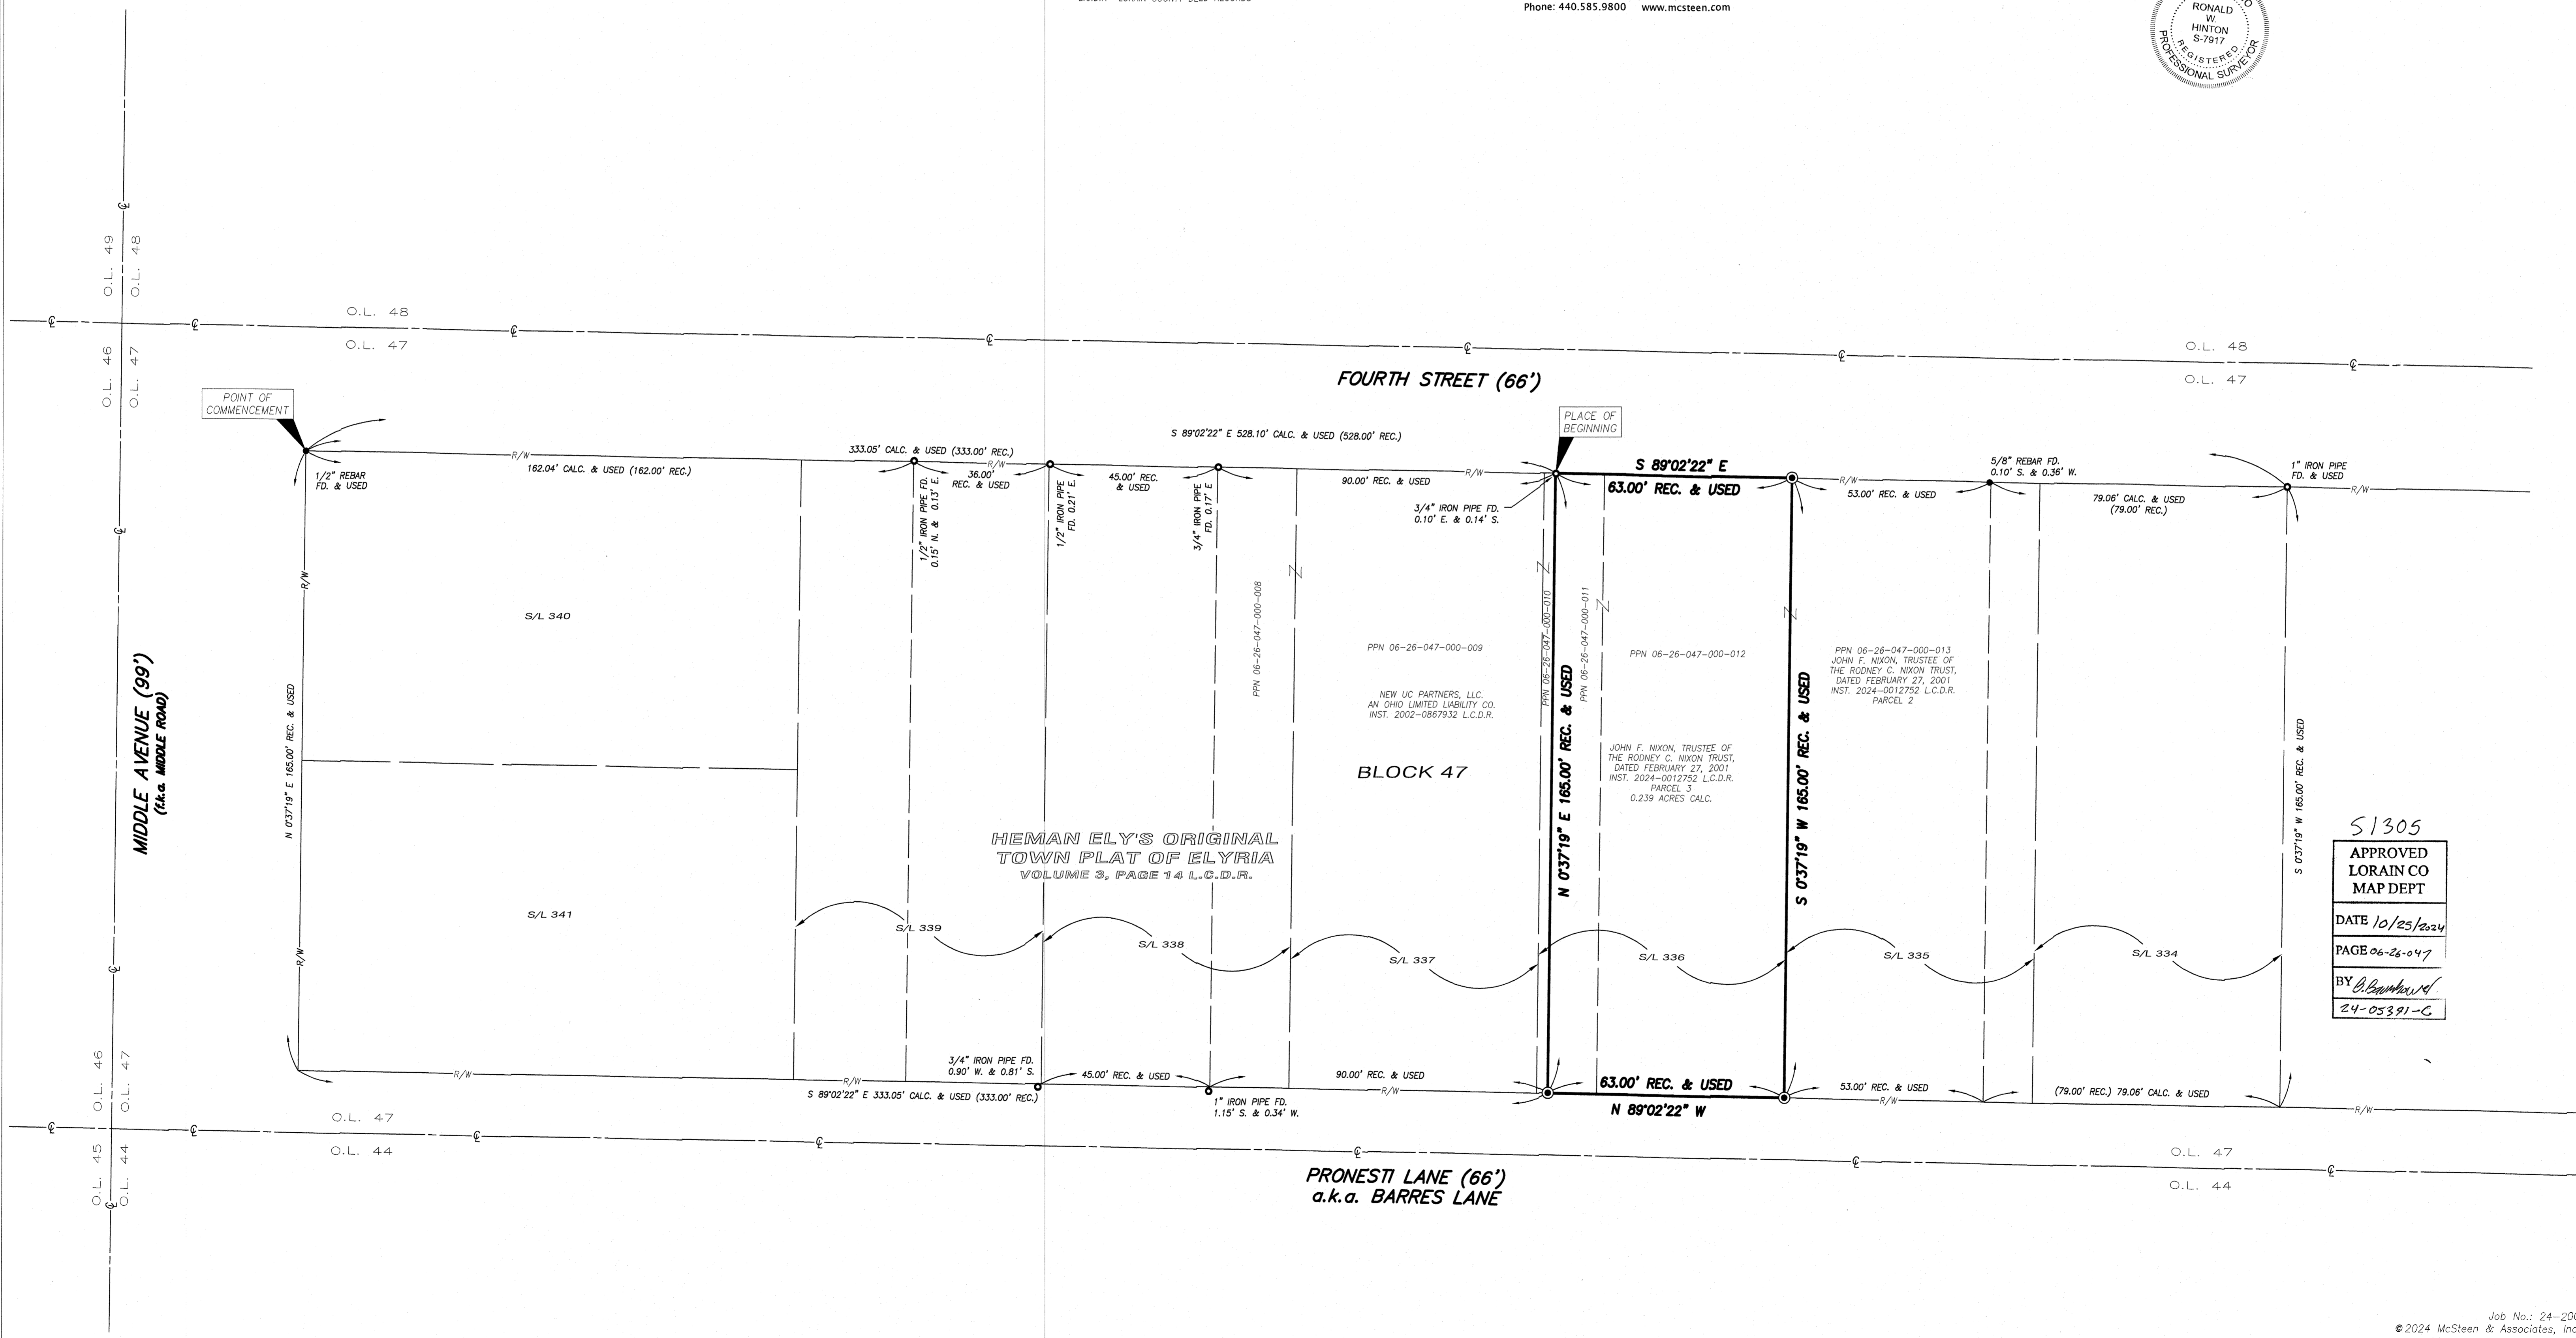 Phone: 440.585.9800 www.mcsteen.com
RONALD
W.
HINTON
S-7917
REGISTERED
PROFESSIONAL SURVEYOR
O.L. 49
O.L. 48
O.L. 48
O.L. 47
O.L. 46
O.L. 47
O.L. 48
O.L. 47
FOURTH STREET (66')
POINT OF
COMMENCEMENT
PLACE OF
BEGINNING
S 89°02'22" E 528.10' CALC. & USED (528.00' REC.)
333.05' CALC. & USED (333.00' REC.)
R/W
162.04' CALC. & USED (162.00' REC.)
1/2" REBAR
FD. & USED
R/W
36.00'
REC. & USED
45.00' REC.
& USED
R/W
90.00' REC. & USED
S 89°02'22" E
63.00' REC. & USED
R/W
53.00' REC. & USED
5/8" REBAR FD.
0.10' S. & 0.36' W.
79.06' CALC. & USED
(79.00' REC.)
1" IRON PIPE
FD. & USED
R/W
1/2" IRON PIPE FD.
0.15' N. & 0.13' E.
1/2" IRON PIPE
FD. 0.21' E.
3/4" IRON PIPE
FD. 0.17' E
3/4" IRON PIPE FD.
0.10' E. & 0.14' S.
R/W
S/L 340
PPN 06-26-047-000-008
PPN 06-26-047-000-009
PPN 06-26-047-000-010
PPN 06-26-047-000-011
PPN 06-26-047-000-012
PPN 06-26-047-000-013
JOHN F. NIXON, TRUSTEE OF
THE RODNEY C. NIXON TRUST,
DATED FEBRUARY 27, 2001
INST. 2024-0012752 L.C.D.R.
PARCEL 2
NEW UC PARTNERS, LLC.
AN OHIO LIMITED LIABILITY CO.
INST. 2002-0867932 L.C.D.R.
MIDDLE AVENUE (99')
(f.k.a. MIDDLE ROAD)
N 0°37'19" E 165.00' REC. & USED
N 0°37'19" E 165.00' REC. & USED
S 0°37'19" W 165.00' REC. & USED
S 0°37'19" W 165.00' REC. & USED
JOHN F. NIXON, TRUSTEE OF
THE RODNEY C. NIXON TRUST,
DATED FEBRUARY 27, 2001
INST. 2024-0012752 L.C.D.R.
PARCEL 3
0.239 ACRES CALC.
BLOCK 47
HEMAN ELY'S ORIGINAL
TOWN PLAT OF ELYRIA
VOLUME 3, PAGE 14 L.C.D.R.
51305
APPROVED
LORAIN CO
MAP DEPT
DATE 10/25/2024
PAGE 06-26-047
BY
24-05391-C
S/L 341
S/L 339
S/L 338
S/L 337
S/L 336
S/L 335
S/L 334
R/W
O.L. 46
O.L. 47
R/W
R/W
3/4" IRON PIPE FD.
0.90' W. & 0.81' S.
S 89°02'22" E 333.05' CALC. & USED (333.00' REC.)
45.00' REC. & USED
1" IRON PIPE FD.
1.15' S. & 0.34' W.
90.00' REC. & USED
R/W
63.00' REC. & USED
N 89°02'22" W
53.00' REC. & USED
R/W
(79.00' REC.) 79.06' CALC. & USED
R/W
O.L. 47
O.L. 44
O.L. 45
O.L. 44
O.L. 47
O.L. 44
PRONESTI LANE (66')
a.k.a. BARRES LANE
Job No.: 24-200
©2024 McSteen & Associates, Inc